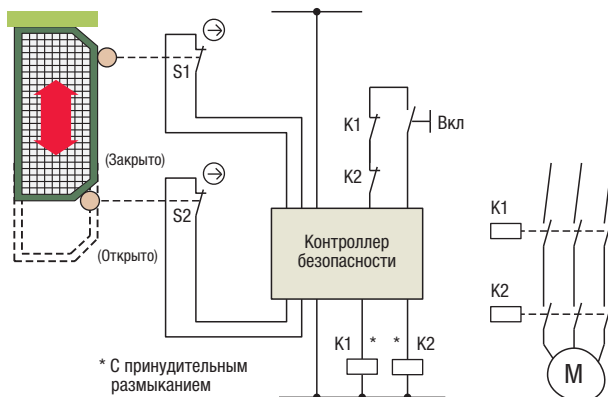 S1
K1
Вкл
(Закрыто)
K2
K1
S2
(Открыто)
Контроллер
безопасности
K2
K1
*
*
K2
* С принудительным
размыканием
M